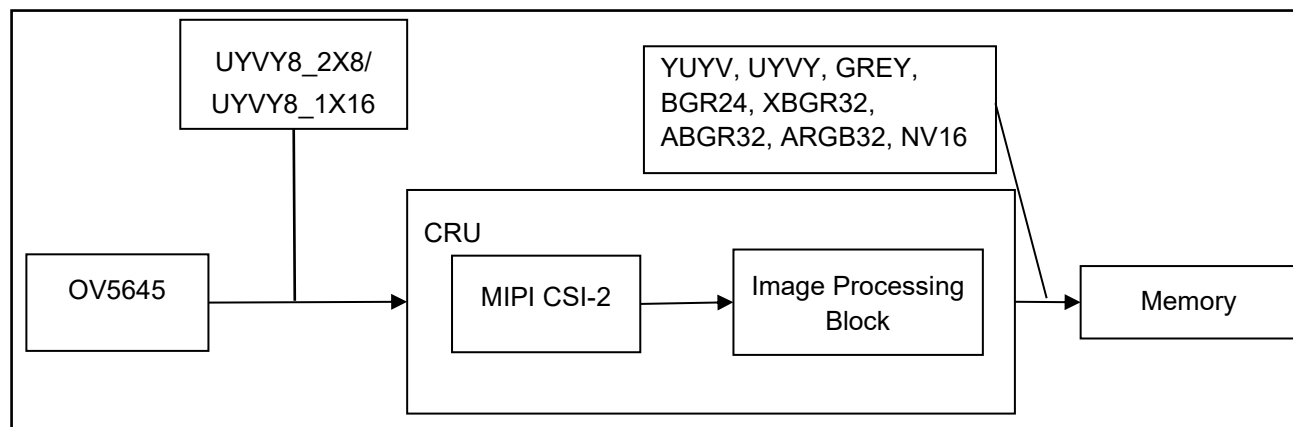 UYVY8_2X8/
UYVY8_1X16
YUYV, UYVY, GREY,
BGR24, XBGR32,
ABGR32, ARGB32, NV16
CRU
OV5645
MIPI CSI-2
Image Processing
Block
Memory